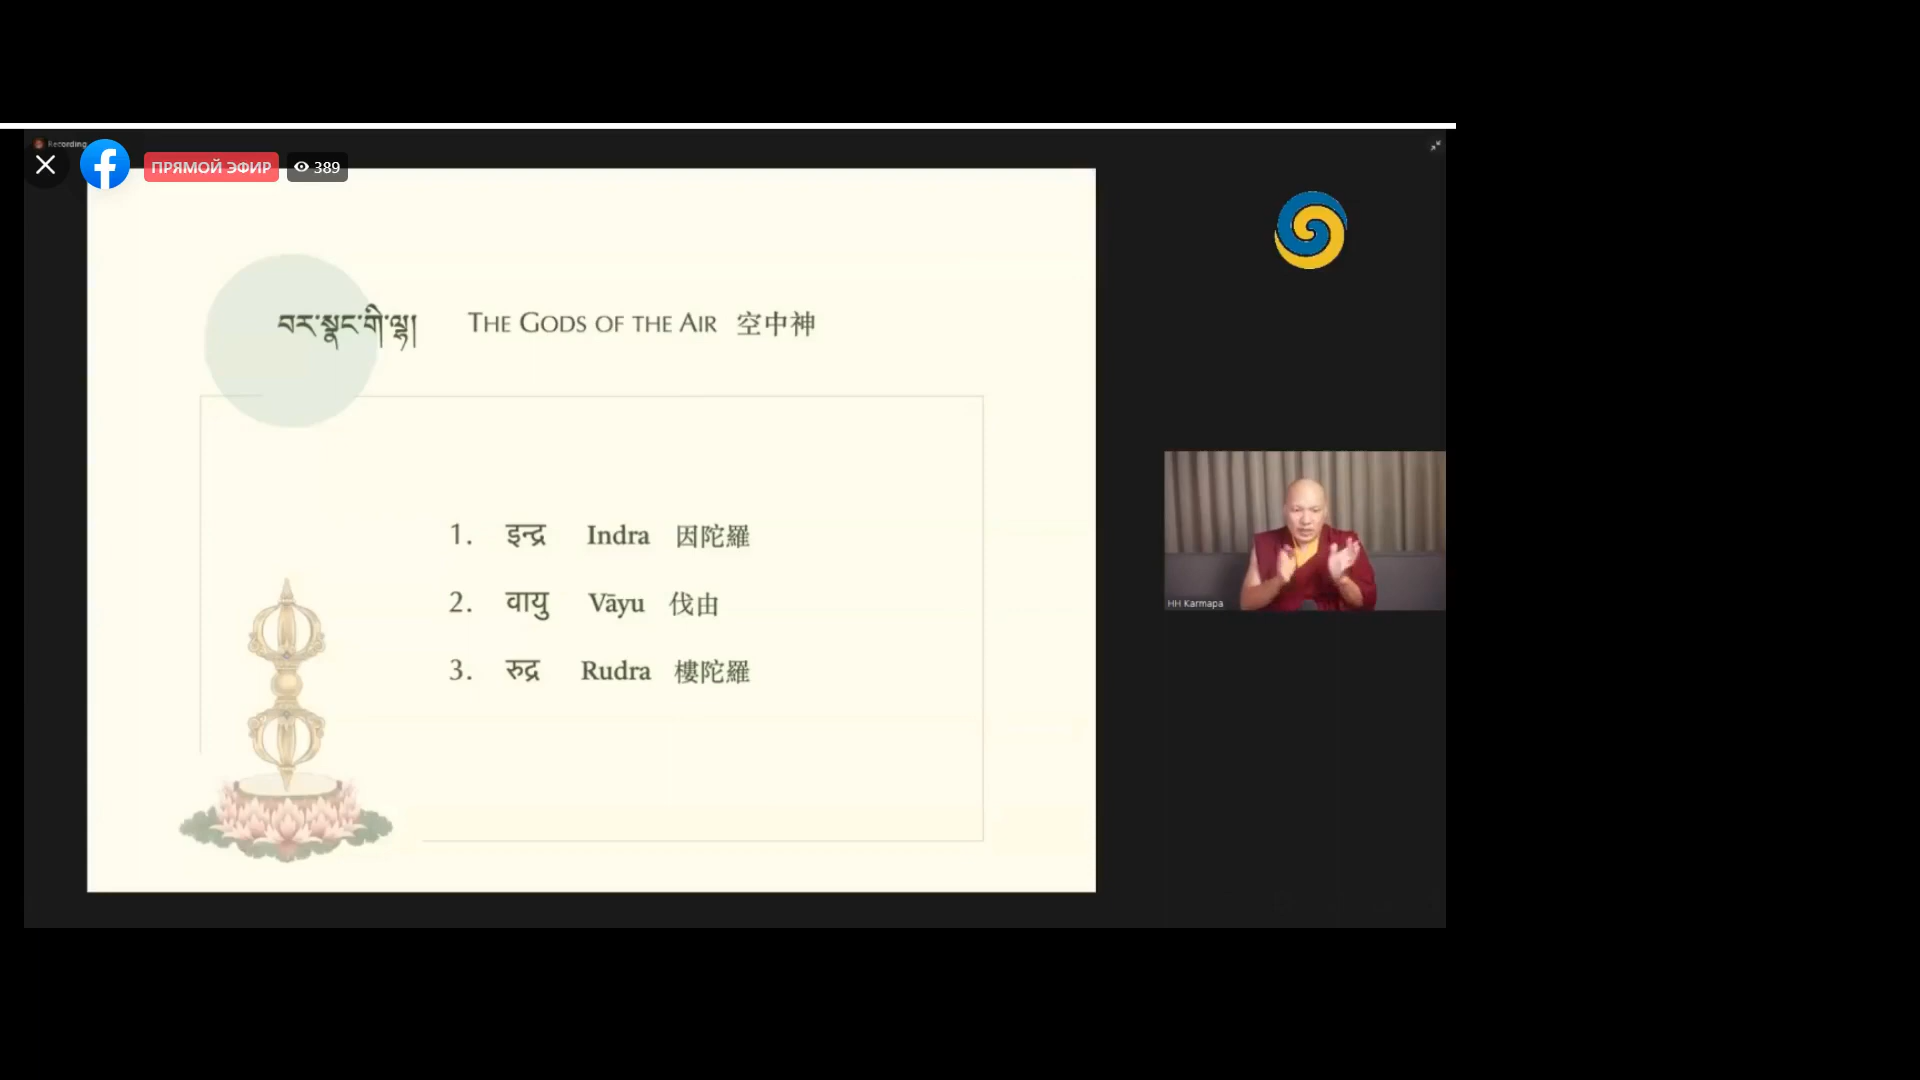 Recording
ПРЯМОЙ ЭФИР 389
བར་སྣང་གི་ལྷ། THE GODS OF THE AIR 空中神
1. इन्द्र Indra 因陀羅
2. वायु Vāyu 伐由
3. रुद्र Rudra 樓陀羅
HH Karmapa